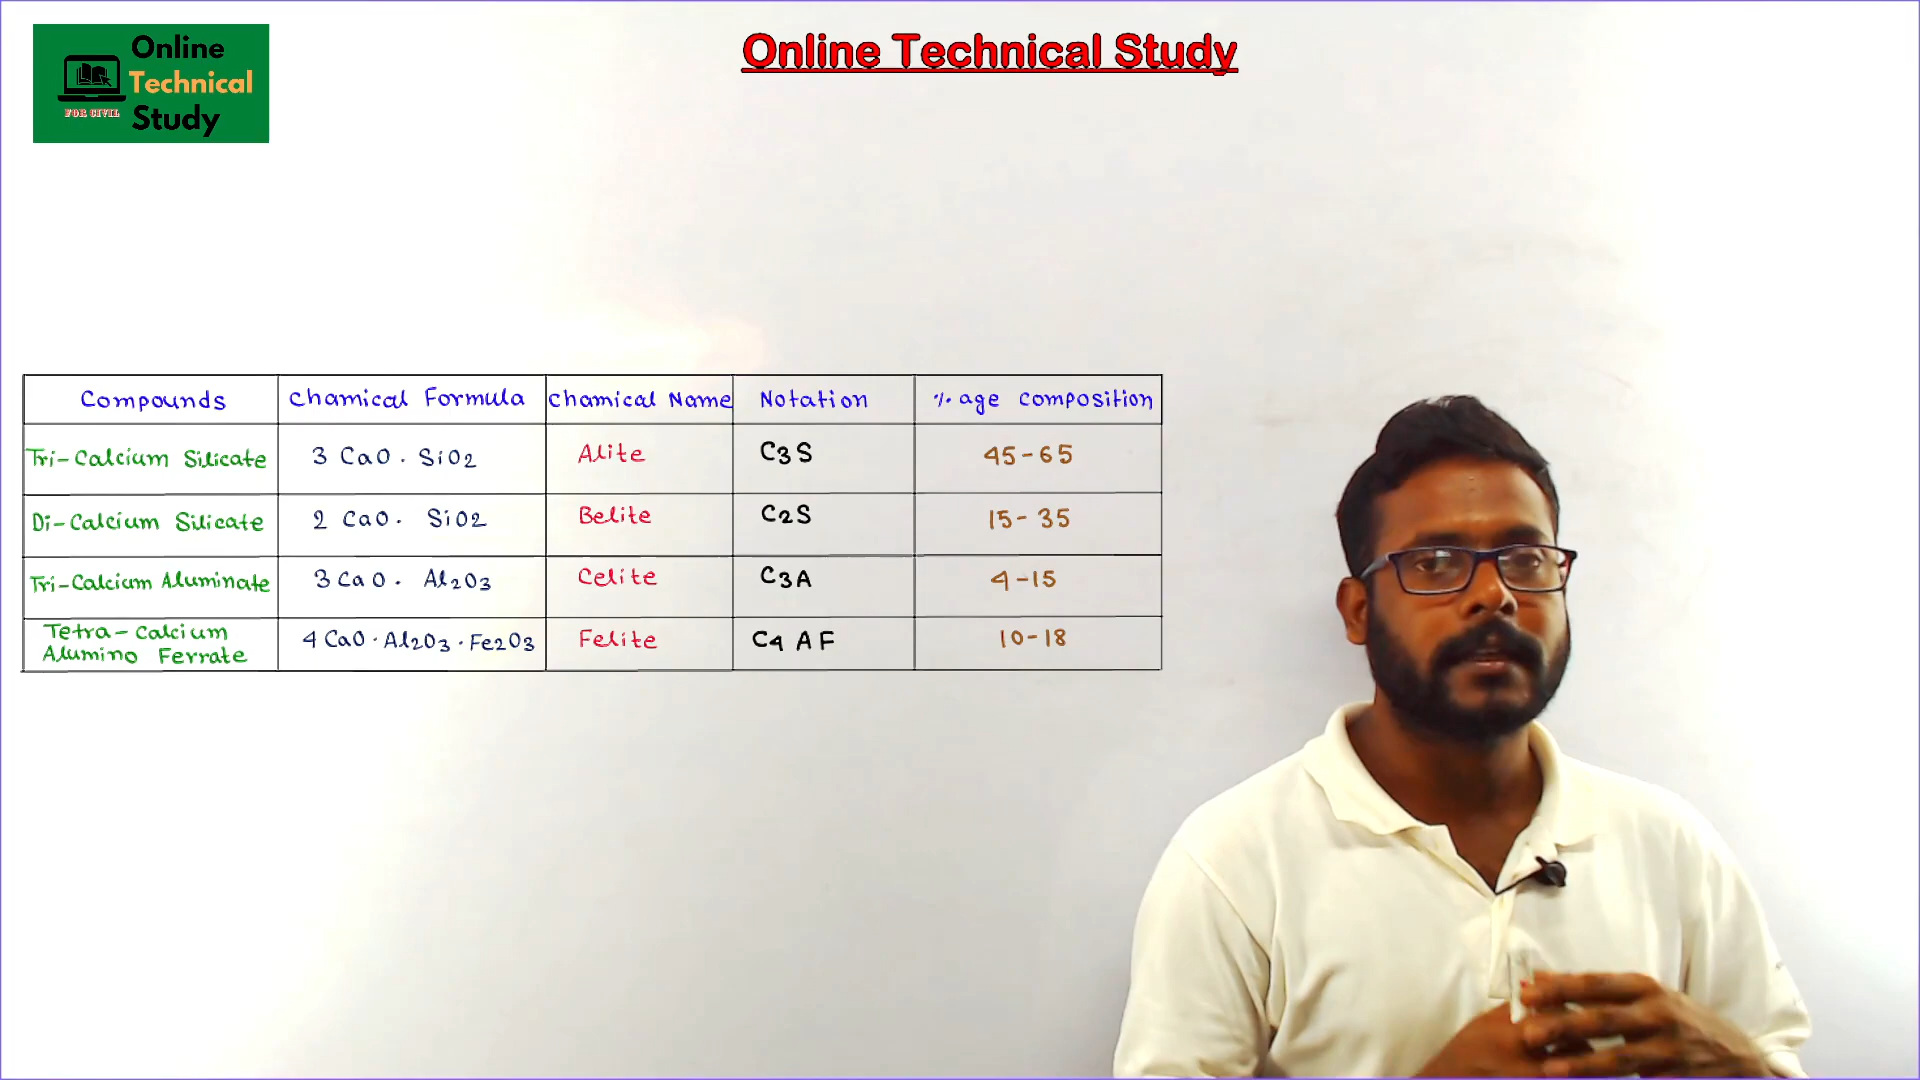 Online
Technical
Study
FOR CIVIL
Online Technical Study
Compounds Chamical Formula Chamical Name Notation %age composition
Tri-Calcium Silicate 3 CaO. SiO2 Alite C3S 45-65
Di-Calcium Silicate 2 CaO. SiO2 Belite C2S 15-35
Tri-Calcium Aluminate 3 CaO. Al2O3 Celite C3A 4-15
Tetra-Calcium
Alumino Ferrate 4 CaO.Al2O3.Fe2O3 Felite C4 AF 10-18